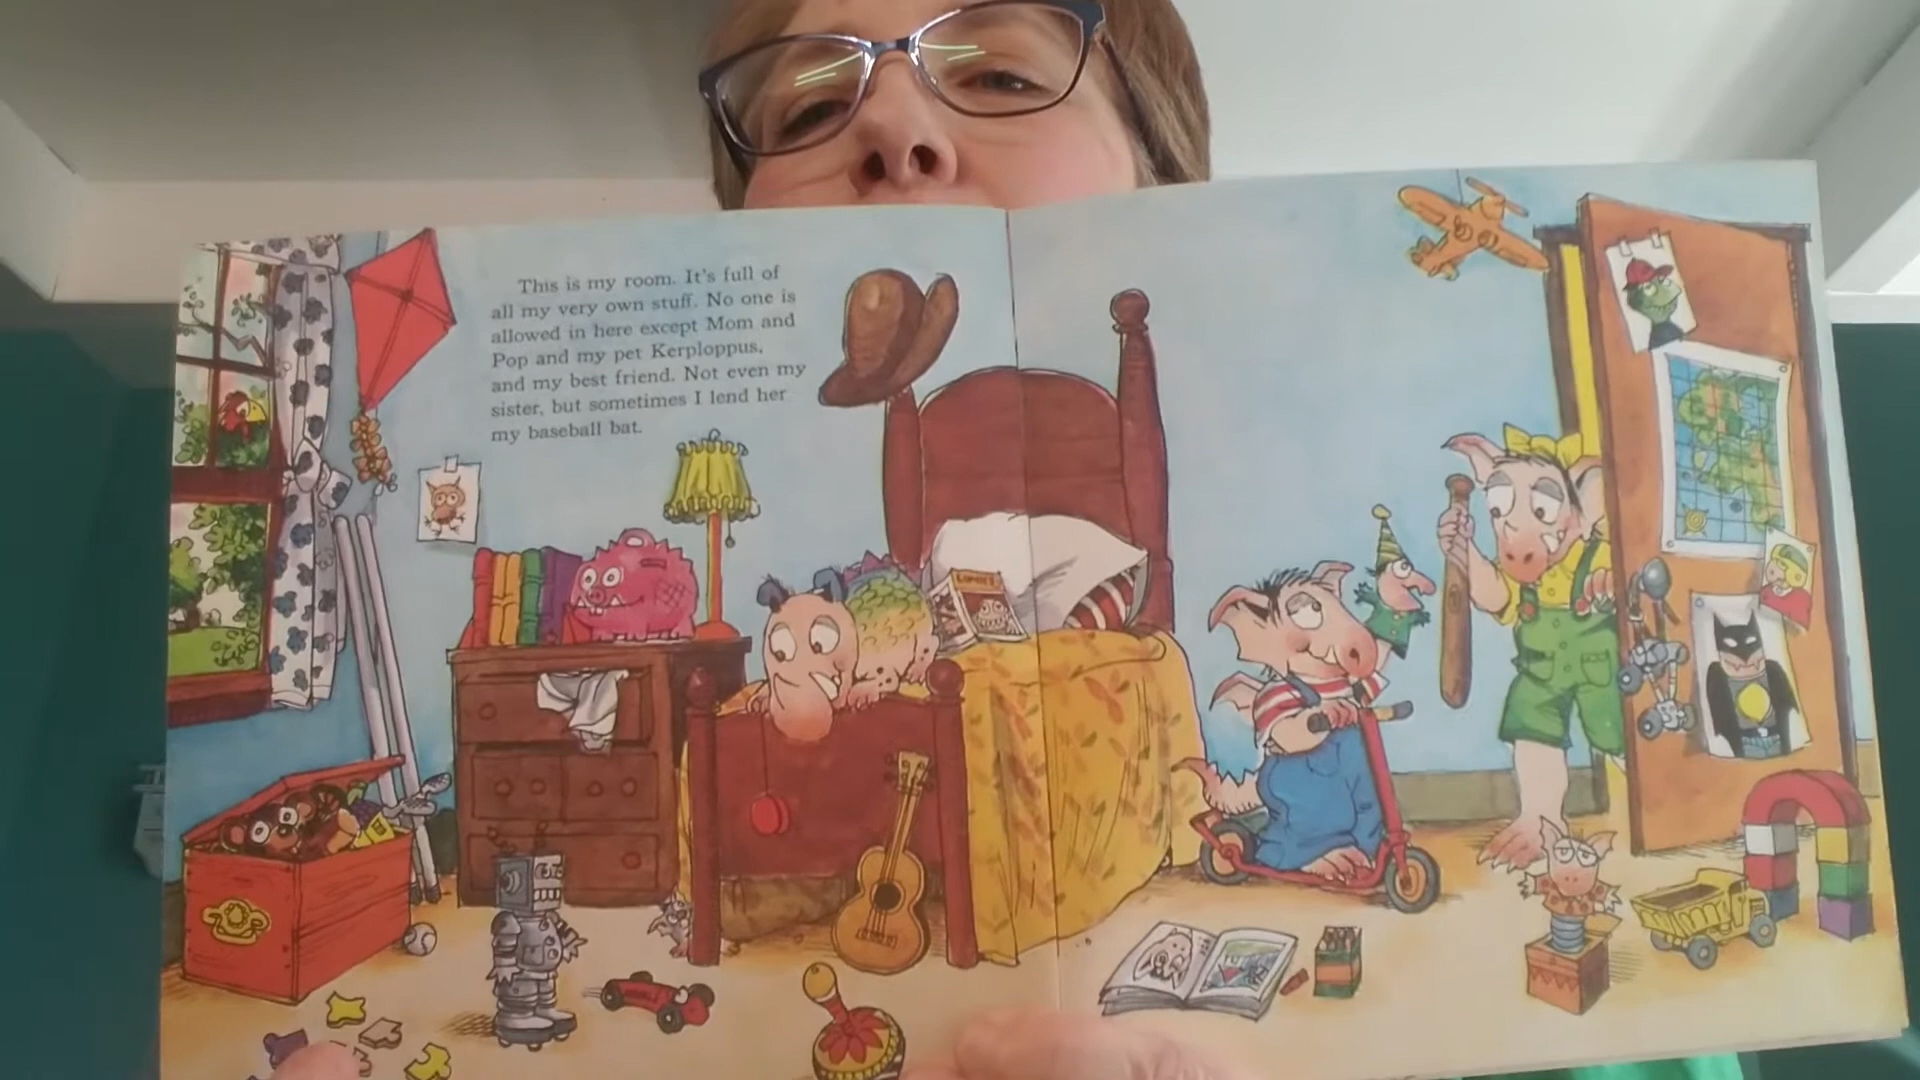 This is my room. It's full of
all my very own stuff. No one is
allowed in here except Mom and
Pop and my pet Kerploppus,
and my best friend. Not even my
sister, but sometimes I lend her
my baseball bat.